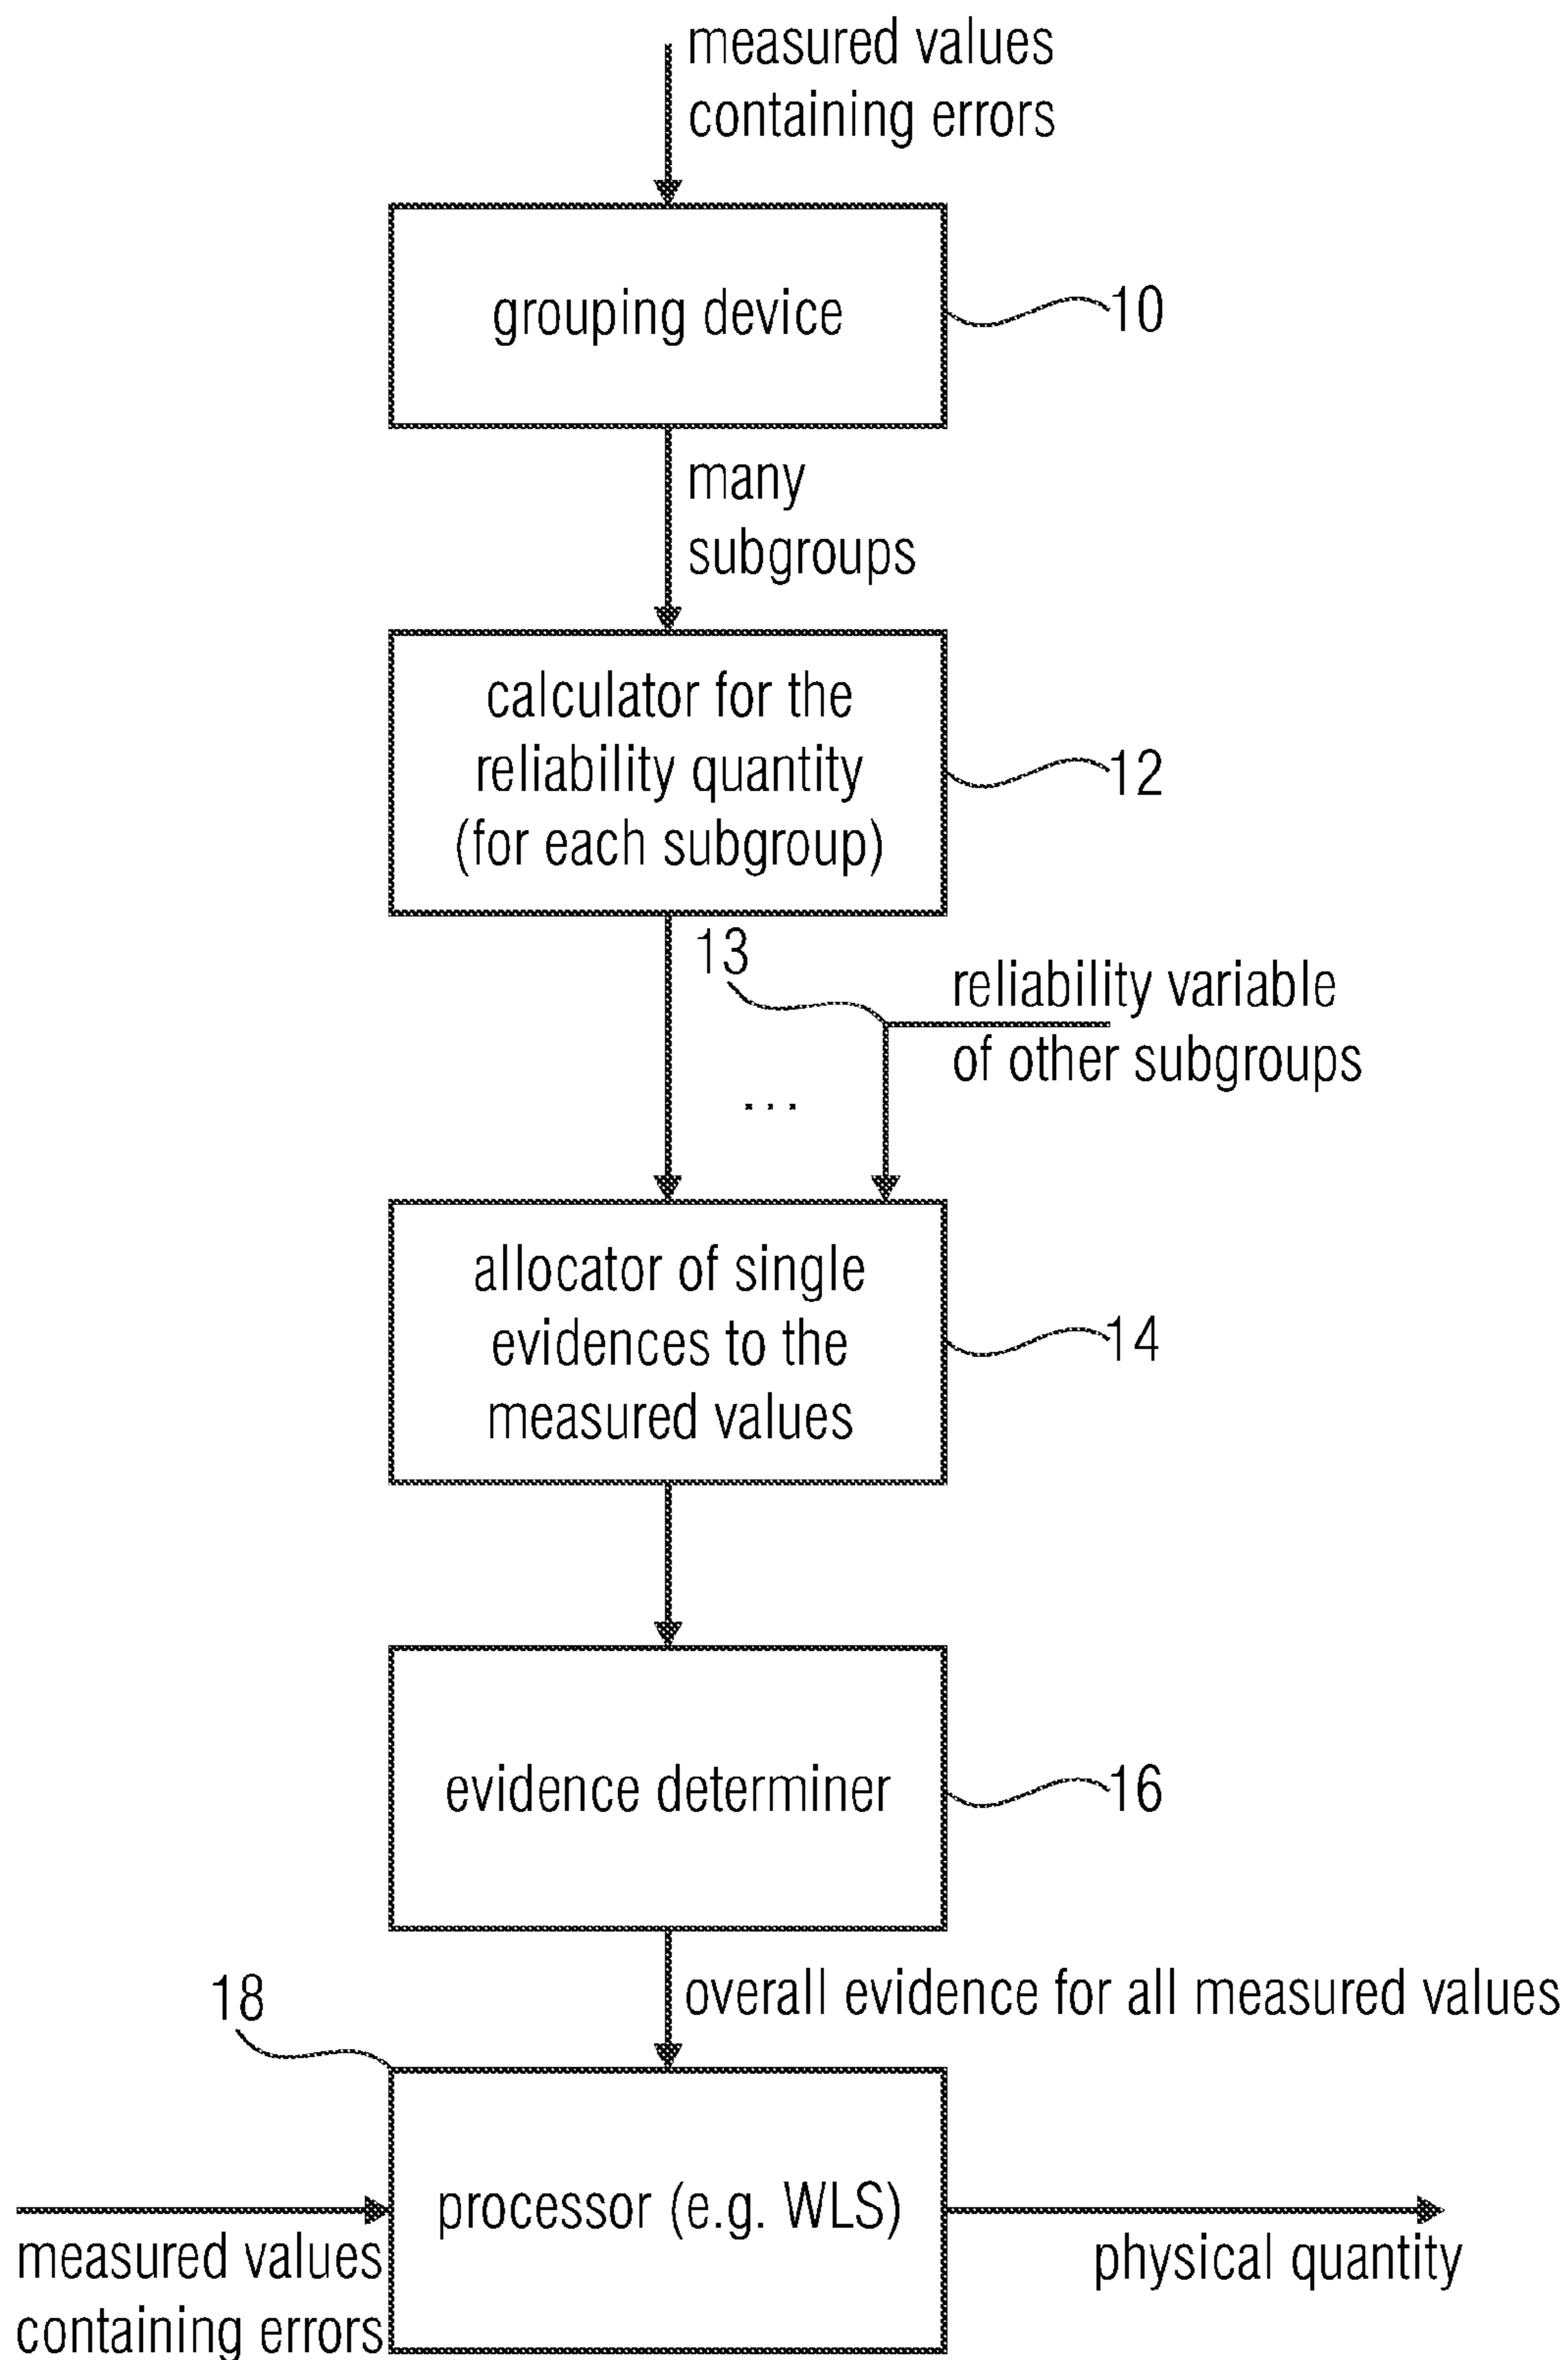 measured values
containing errors
grouping device
10
many
subgroups
calculator for the
reliability quantity
(for each subgroup)
12
13
reliability variable
of other subgroups
...
allocator of single
evidences to the
measured values
14
evidence determiner
16
overall evidence for all measured values
18
processor (e.g. WLS)
measured values
containing errors
physical quantity